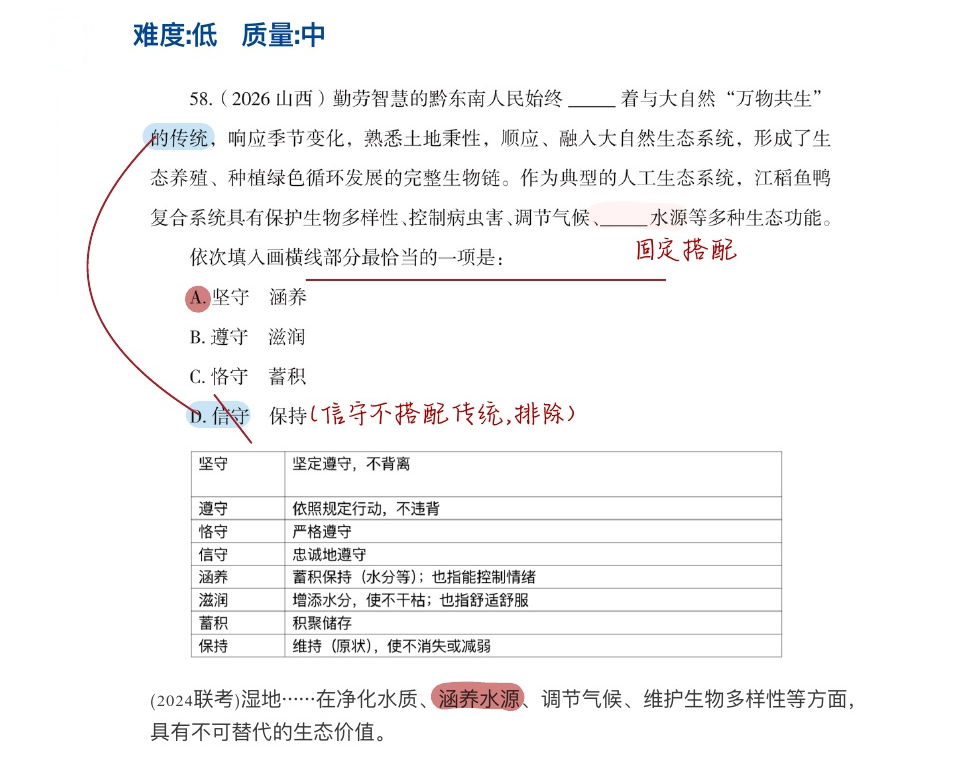 难度:低 质量:中
58.（2026 山西）勤劳智慧的黔东南人民始终 _____ 着与大自然“万物共生”
的传统，响应季节变化，熟悉土地秉性，顺应、融入大自然生态系统，形成了生
态养殖、种植绿色循环发展的完整生物链。作为典型的人工生态系统，江稻鱼鸭
复合系统具有保护生物多样性、控制病虫害、调节气候、_____ 水源等多种生态功能。
固定搭配
依次填入画横线部分最恰当的一项是：
A. 坚守 涵养
B. 遵守 滋润
C. 恪守 蓄积
D. 信守 保持(信守不搭配传统,排除)
坚守 坚定遵守，不背离
遵守 依照规定行动，不违背
恪守 严格遵守
信守 忠诚地遵守
涵养 蓄积保持（水分等）；也指能控制情绪
滋润 增添水分，使不干枯；也指舒适舒服
蓄积 积聚储存
保持 维持（原状），使不消失或减弱
(2024联考)湿地……在净化水质、涵养水源、调节气候、维护生物多样性等方面，
具有不可替代的生态价值。